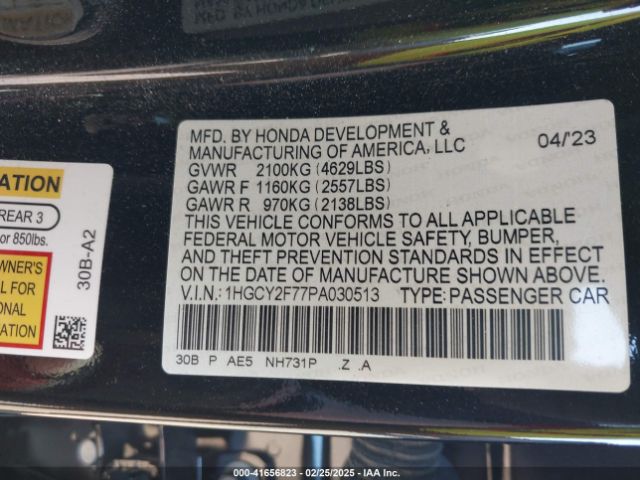 MFD. BY HONDA DEVELOPMENT & 04/'23
MANUFACTURING OF AMERICA, LLC
GVWR 2100KG (4629LBS)
GAWR F 1160KG (2557LBS)
GAWR R 970KG (2138LBS)
THIS VEHICLE CONFORMS TO ALL APPLICABLE
FEDERAL MOTOR VEHICLE SAFETY, BUMPER,
AND THEFT PREVENTION STANDARDS IN EFFECT
ON THE DATE OF MANUFACTURE SHOWN ABOVE.
V.I.N.:1HGCY2F77PA030513 TYPE:PASSENGER CAR
30B P AE5 NH731P .Z .A
ATION
REAR 3
or 850lbs.
WNER'S
L FOR
ONAL
ATION
30B-A2
000-41656823 02/25/2025 IAA Inc.